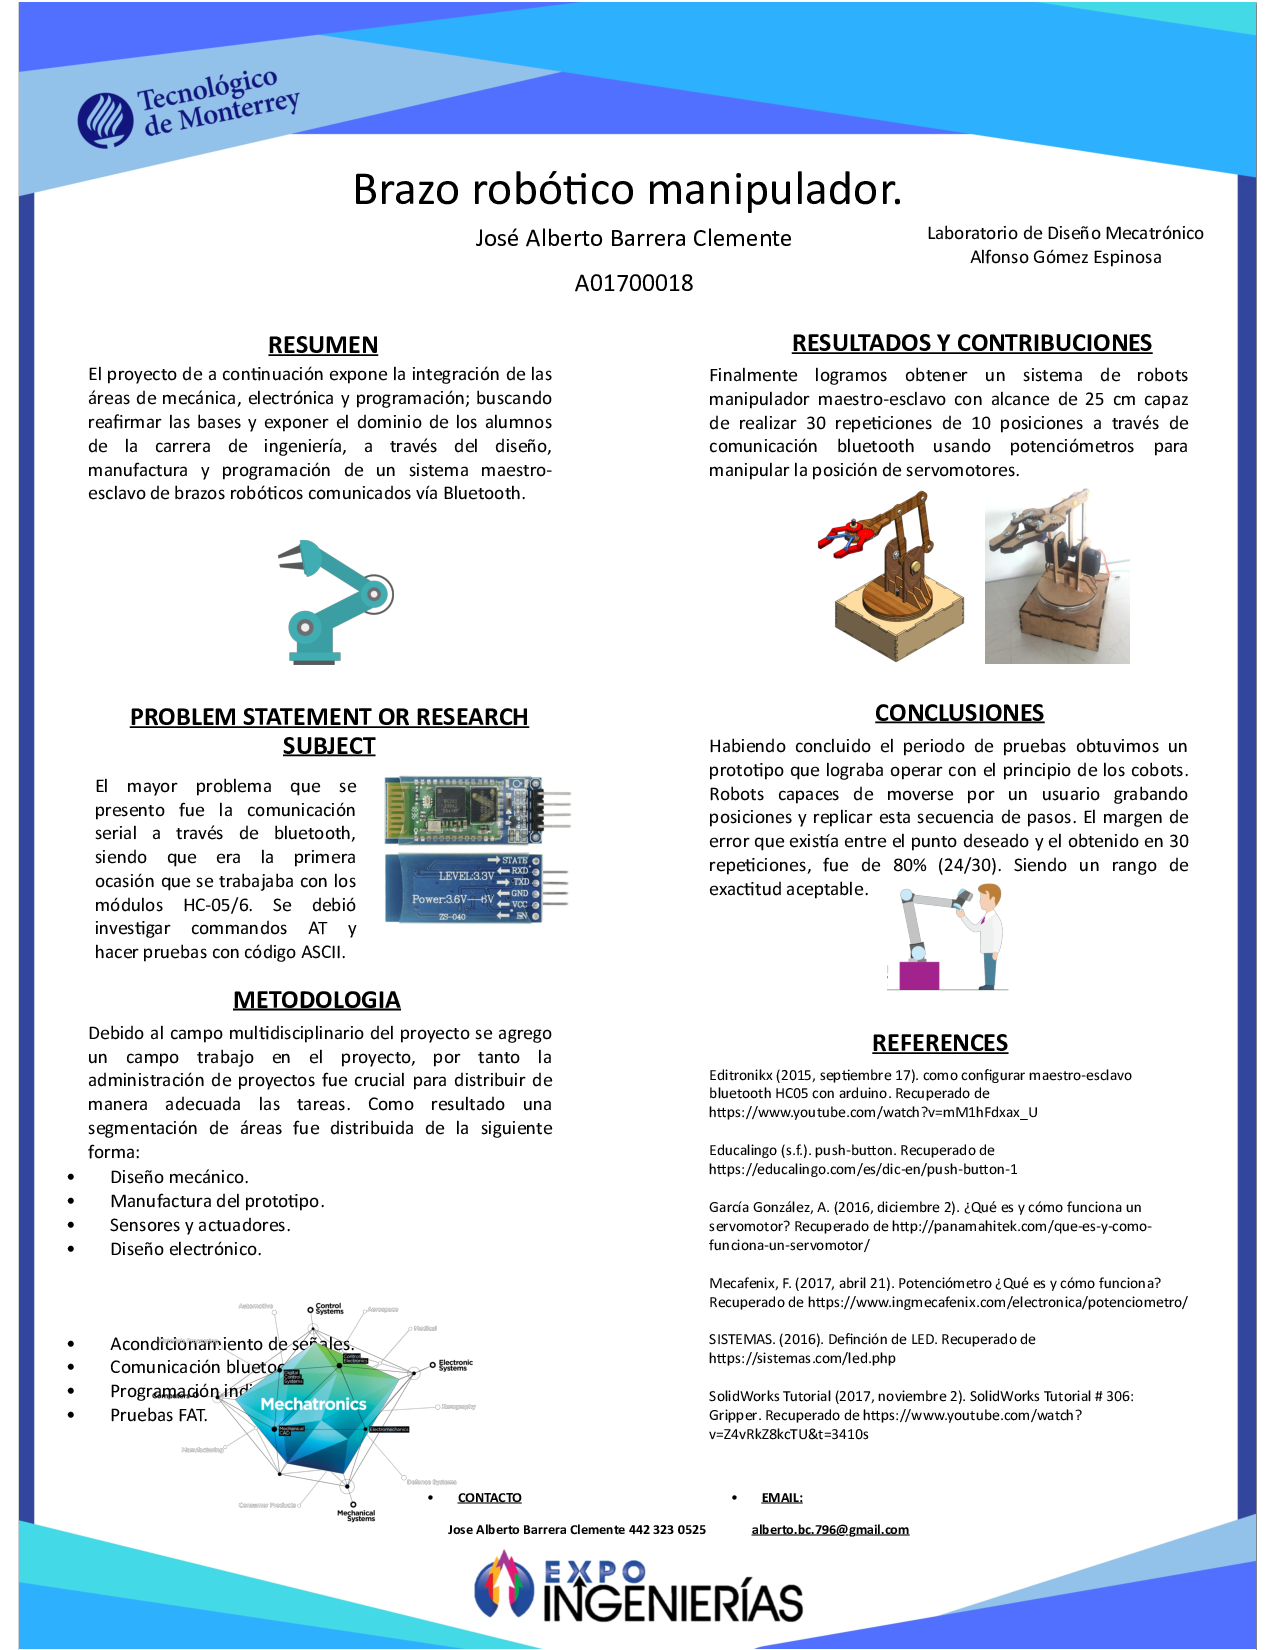 Tecnológico
de Monterrey
Brazo robótico manipulador.
José Alberto Barrera Clemente
A01700018
Laboratorio de Diseño Mecatrónico
Alfonso Gómez Espinosa
RESUMEN
El proyecto de a continuación expone la integración de las
áreas de mecánica, electrónica y programación; buscando
reafirmar las bases y exponer el dominio de los alumnos
de la carrera de ingeniería, a través del diseño,
manufactura y programación de un sistema maestro-
esclavo de brazos robóticos comunicados vía Bluetooth.
PROBLEM STATEMENT OR RESEARCH
SUBJECT
El mayor problema que se
presento fue la comunicación
serial a través de bluetooth,
siendo que era la primera
ocasión que se trabajaba con los
módulos HC-05/6. Se debió
investigar commandos AT y
hacer pruebas con código ASCII.
STATE
RXD
LEVEL:3.3V
TXD
GND
Power:3.6V---6V
VCC
EN
ZS-040
METODOLOGIA
Debido al campo multidisciplinario del proyecto se agrego
un campo trabajo en el proyecto, por tanto la
administración de proyectos fue crucial para distribuir de
manera adecuada las tareas. Como resultado una
segmentación de áreas fue distribuida de la siguiente
forma:
• Diseño mecánico.
• Manufactura del prototipo.
• Sensores y actuadores.
• Diseño electrónico.
• Acondicionamiento de señales.
• Comunicación
• Programación
• Pruebas FAT.
Automotive
Control
Systems
Aerospace
Medical
Control
Electronics
Electronic
Systems
Digital
Control
Systems
Computers
Mechatronics
Xerography
Mechanical
CAD
Electromechanics
Manufacturing
Defence Systems
Consumer Products
Mechanical
Systems
RESULTADOS Y CONTRIBUCIONES
Finalmente logramos obtener un sistema de robots
manipulador maestro-esclavo con alcance de 25 cm capaz
de realizar 30 repeticiones de 10 posiciones a través de
comunicación bluetooth usando potenciómetros para
manipular la posición de servomotores.
CONCLUSIONES
Habiendo concluido el periodo de pruebas obtuvimos un
prototipo que lograba operar con el principio de los cobots.
Robots capaces de moverse por un usuario grabando
posiciones y replicar esta secuencia de pasos. El margen de
error que existía entre el punto deseado y el obtenido en 30
repeticiones, fue de 80% (24/30). Siendo un rango de
exactitud aceptable.
REFERENCES
Editronikx (2015, septiembre 17). como configurar maestro-esclavo
bluetooth HC05 con arduino. Recuperado de
https://www.youtube.com/watch?v=mM1hFdxax_U
Educalingo (s.f.). push-button. Recuperado de
https://educalingo.com/es/dic-en/push-button-1
García González, A. (2016, diciembre 2). ¿Qué es y cómo funciona un
servomotor? Recuperado de http://panamahitek.com/que-es-y-como-
funciona-un-servomotor/
Mecafenix, F. (2017, abril 21). Potenciómetro ¿Qué es y cómo funciona?
Recuperado de https://www.ingmecafenix.com/electronica/potenciometro/
SISTEMAS. (2016). Definción de LED. Recuperado de
https://sistemas.com/led.php
SolidWorks Tutorial (2017, noviembre 2). SolidWorks Tutorial # 306:
Gripper. Recuperado de https://www.youtube.com/watch?
v=Z4vRkZ8kcTU&t=3410s
• CONTACTO
Jose Alberto Barrera Clemente 442 323 0525
• EMAIL:
alberto.bc.796@gmail.com
EXPO
INGENIERÍAS